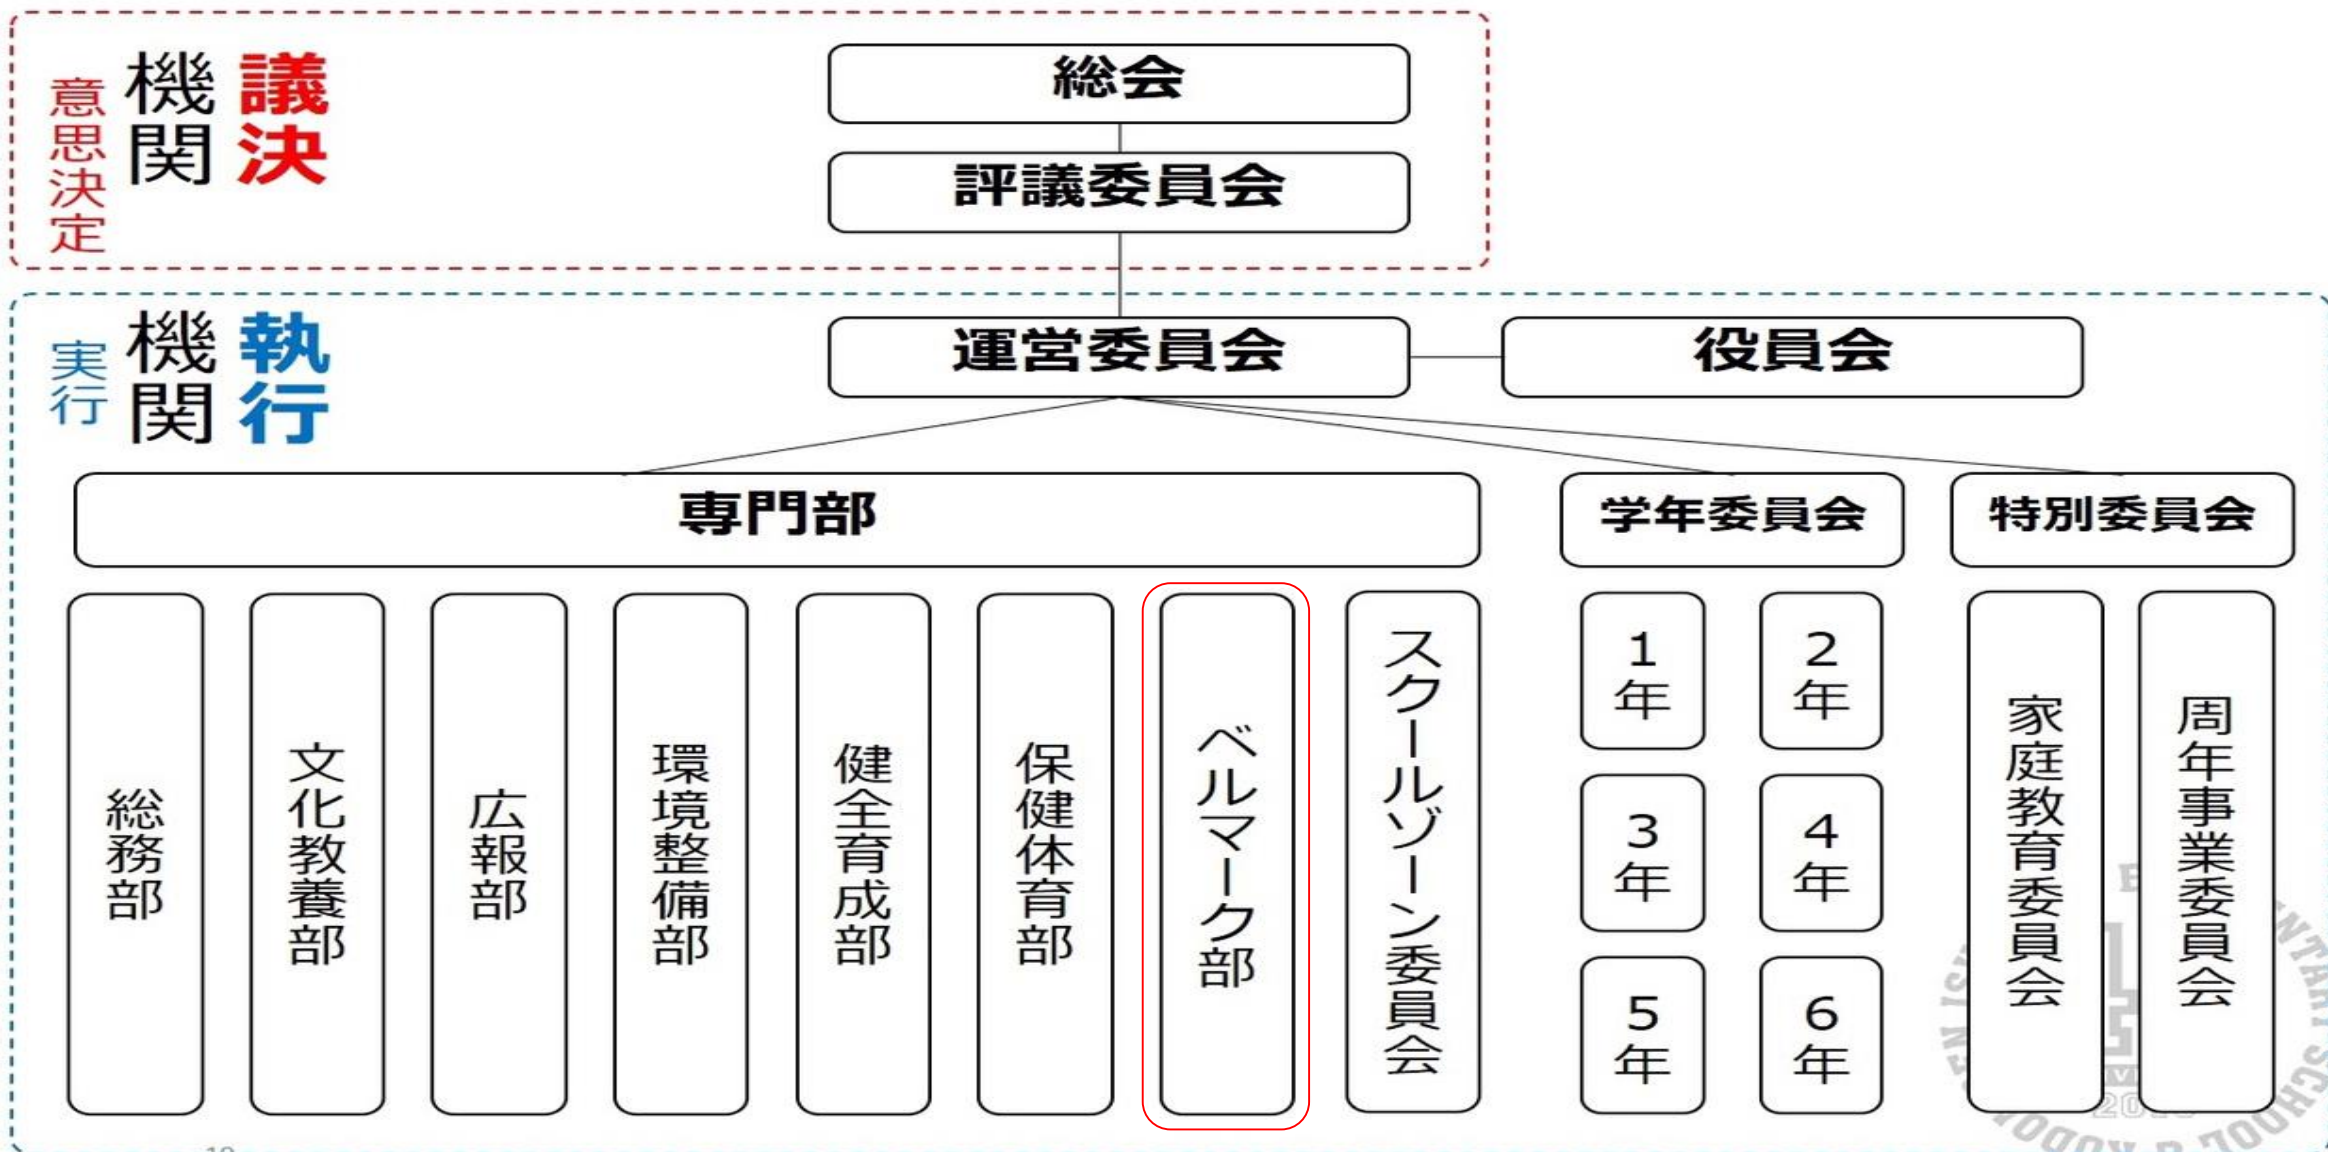 議決
機関
意思決定
総会
評議委員会
執行
機関
実行
運営委員会
役員会
専門部
学年委員会
特別委員会
総務部
文化教養部
広報部
環境整備部
健全育成部
保健体育部
ベルマーク部
スクールゾーン委員会
1年
2年
3年
4年
5年
6年
家庭教育委員会
周年事業委員会